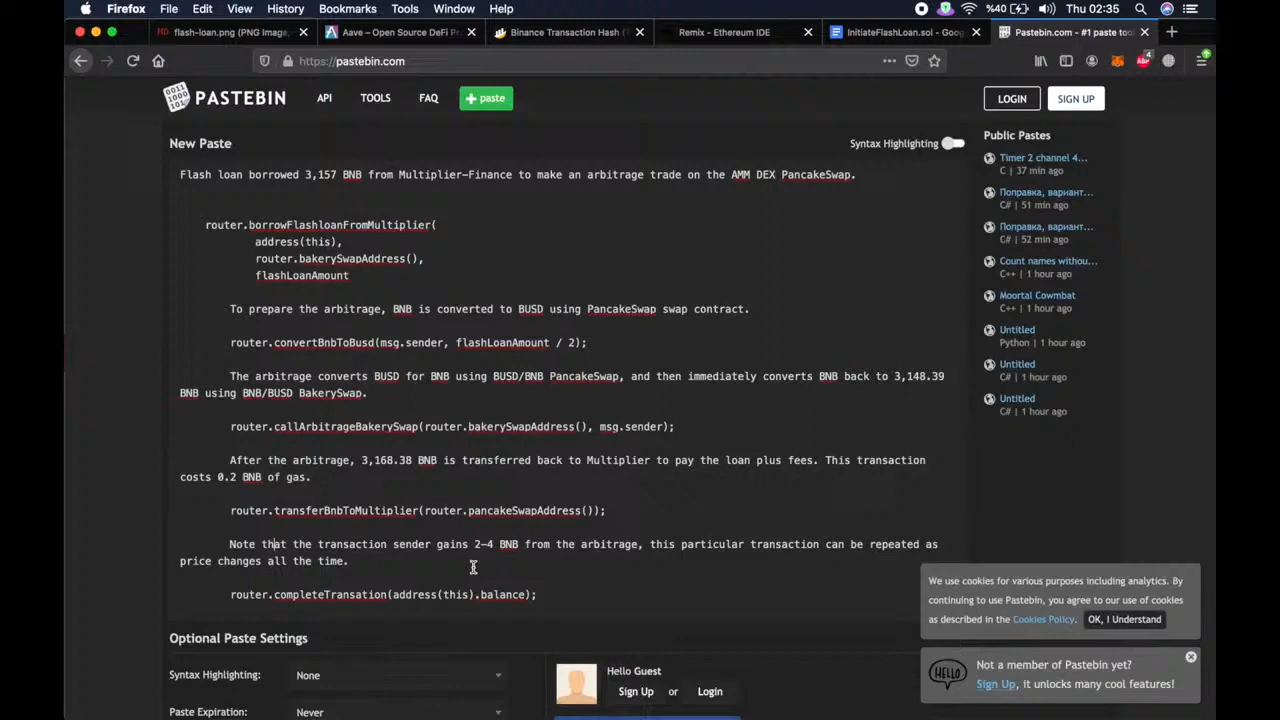 Firefox File Edit View History Bookmarks Tools Window Help %40 Thu 02:35
flash-loan.png (PNG Image, Aave – Open Source DeFi Pr Binance Transaction Hash (T Remix - Ethereum IDE InitiateFlashLoan.sol - Goog Pastebin.com - #1 paste too
https://pastebin.com
PASTEBIN API TOOLS FAQ + paste LOGIN SIGN UP
New Paste
Syntax Highlighting
Flash loan borrowed 3,157 BNB from Multiplier-Finance to make an arbitrage trade on the AMM DEX PancakeSwap.
router.borrowFlashloanFromMultiplier(
address(this),
router.bakerySwapAddress(),
flashLoanAmount
To prepare the arbitrage, BNB is converted to BUSD using PancakeSwap swap contract.
router.convertBnbToBusd(msg.sender, flashLoanAmount / 2);
The arbitrage converts BUSD for BNB using BUSD/BNB PancakeSwap, and then immediately converts BNB back to 3,148.39
BNB using BNB/BUSD BakerySwap.
router.callArbitrageBakerySwap(router.bakerySwapAddress(), msg.sender);
After the arbitrage, 3,168.38 BNB is transferred back to Multiplier to pay the loan plus fees. This transaction
costs 0.2 BNB of gas.
router.transferBnbToMultiplier(router.pancakeSwapAddress());
Note that the transaction sender gains 2-4 BNB from the arbitrage, this particular transaction can be repeated as
price changes all the time.
router.completeTransation(address(this).balance);
Public Pastes
Timer 2 channel 4...
C | 37 min ago
Поправка, вариант...
C# | 51 min ago
Поправка, вариант...
C# | 52 min ago
Count names withou...
C++ | 1 hour ago
Moortal Cowmbat
C++ | 1 hour ago
Untitled
Python | 1 hour ago
Untitled
C# | 1 hour ago
Untitled
C# | 1 hour ago
Optional Paste Settings
Syntax Highlighting: None
Paste Expiration: Never
Hello Guest
Sign Up or Login
We use cookies for various purposes including analytics. By
continuing to use Pastebin, you agree to our use of cookies
as described in the Cookies Policy. OK, I Understand
HELLO
Not a member of Pastebin yet?
Sign Up, it unlocks many cool features!